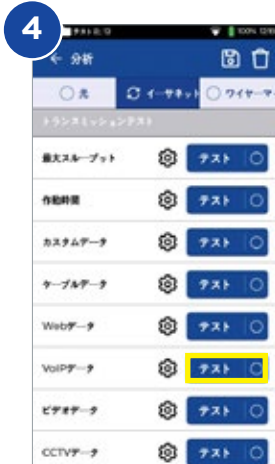 4
100%
← 分析
光
イーサネット
ワイヤーマ
トランスミッションテスト
最大スループット
テスト
作動時間
テスト
カスタムデータ
テスト
ケーブルデータ
テスト
Webデータ
テスト
VoIPデータ
テスト
ビデオデータ
テスト
CCTVデータ
テスト